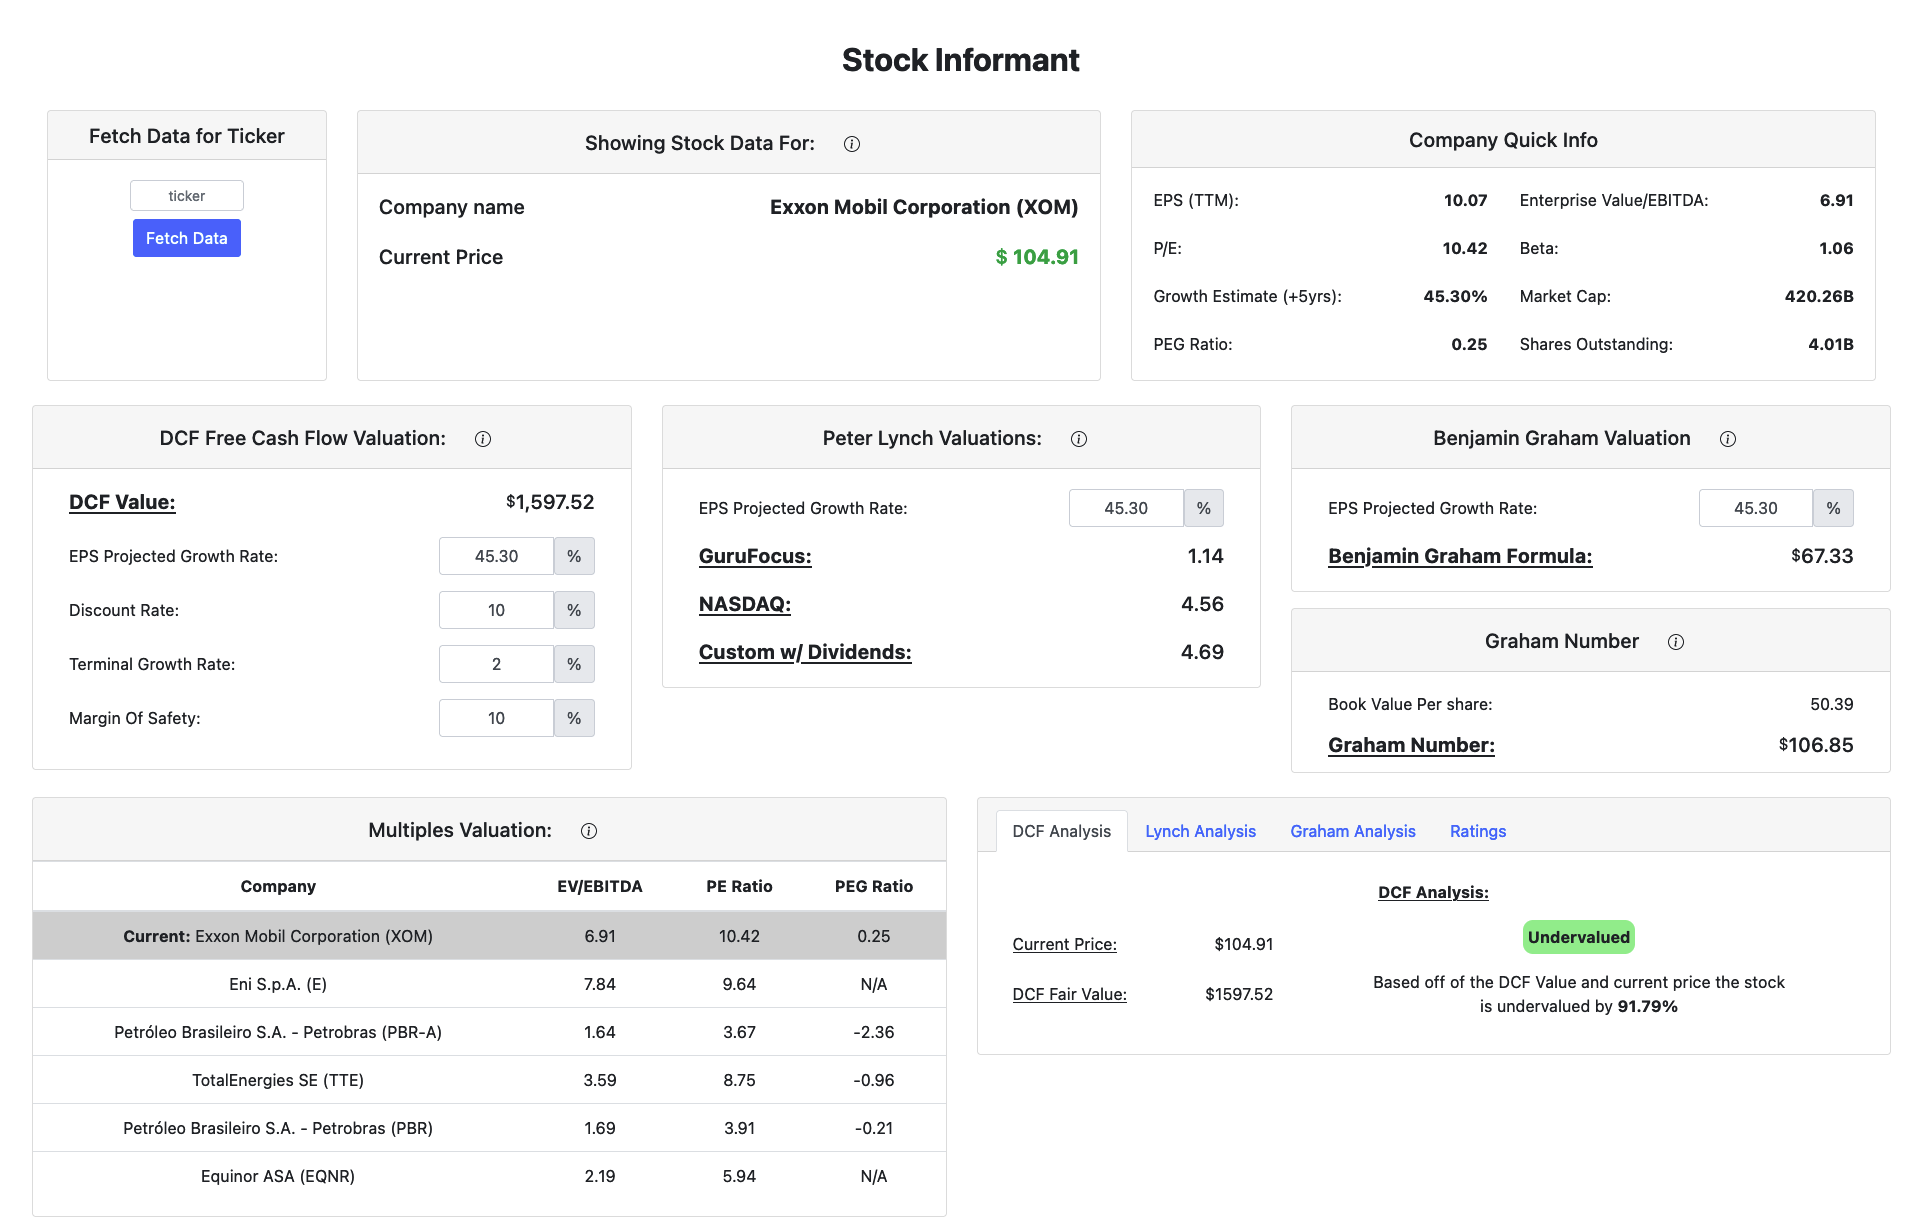 Stock Informant
Fetch Data for Ticker
ticker
Fetch Data
Showing Stock Data For:
Company name Exxon Mobil Corporation (XOM)
Current Price $ 104.91
Company Quick Info
EPS (TTM): 10.07 Enterprise Value/EBITDA: 6.91
P/E: 10.42 Beta: 1.06
Growth Estimate (+5yrs): 45.30% Market Cap: 420.26B
PEG Ratio: 0.25 Shares Outstanding: 4.01B
DCF Free Cash Flow Valuation:
DCF Value: $1,597.52
EPS Projected Growth Rate: 45.30 %
Discount Rate: 10 %
Terminal Growth Rate: 2 %
Margin Of Safety: 10 %
Peter Lynch Valuations:
EPS Projected Growth Rate: 45.30 %
GuruFocus: 1.14
NASDAQ: 4.56
Custom w/ Dividends: 4.69
Benjamin Graham Valuation
EPS Projected Growth Rate: 45.30 %
Benjamin Graham Formula: $67.33
Graham Number
Book Value Per share: 50.39
Graham Number: $106.85
Multiples Valuation:
Company EV/EBITDA PE Ratio PEG Ratio
Current: Exxon Mobil Corporation (XOM) 6.91 10.42 0.25
Eni S.p.A. (E) 7.84 9.64 N/A
Petróleo Brasileiro S.A. - Petrobras (PBR-A) 1.64 3.67 -2.36
TotalEnergies SE (TTE) 3.59 8.75 -0.96
Petróleo Brasileiro S.A. - Petrobras (PBR) 1.69 3.91 -0.21
Equinor ASA (EQNR) 2.19 5.94 N/A
DCF Analysis Lynch Analysis Graham Analysis Ratings
DCF Analysis:
Current Price: $104.91
DCF Fair Value: $1597.52
Undervalued
Based off of the DCF Value and current price the stock
is undervalued by 91.79%